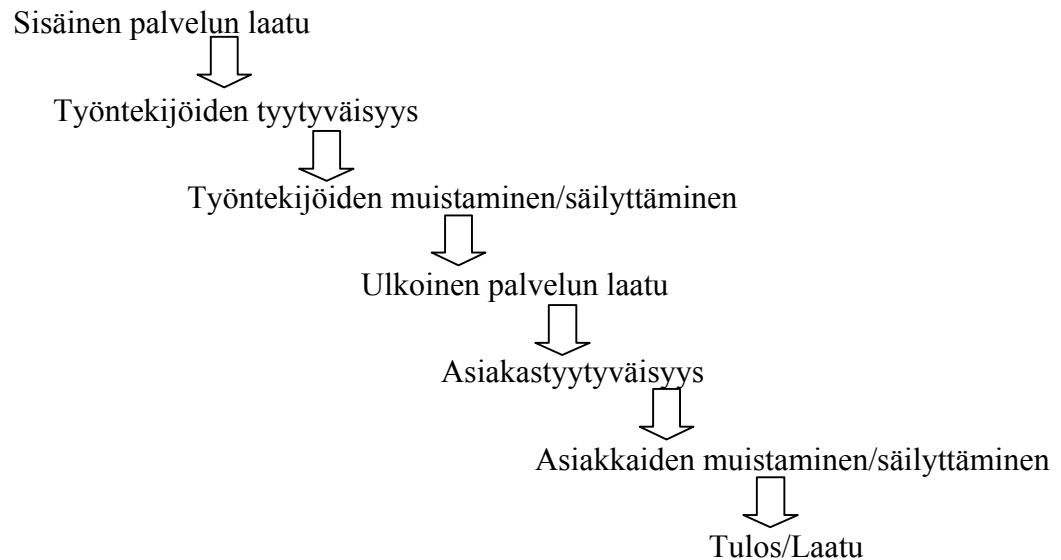 Sisäinen palvelun laatu
Työntekijöiden tyytyväisyys
Työntekijöiden muistaminen/säilyttäminen
Ulkoinen palvelun laatu
Asiakastyytyväisyys
Asiakkaiden muistaminen/säilyttäminen
Tulos/Laatu